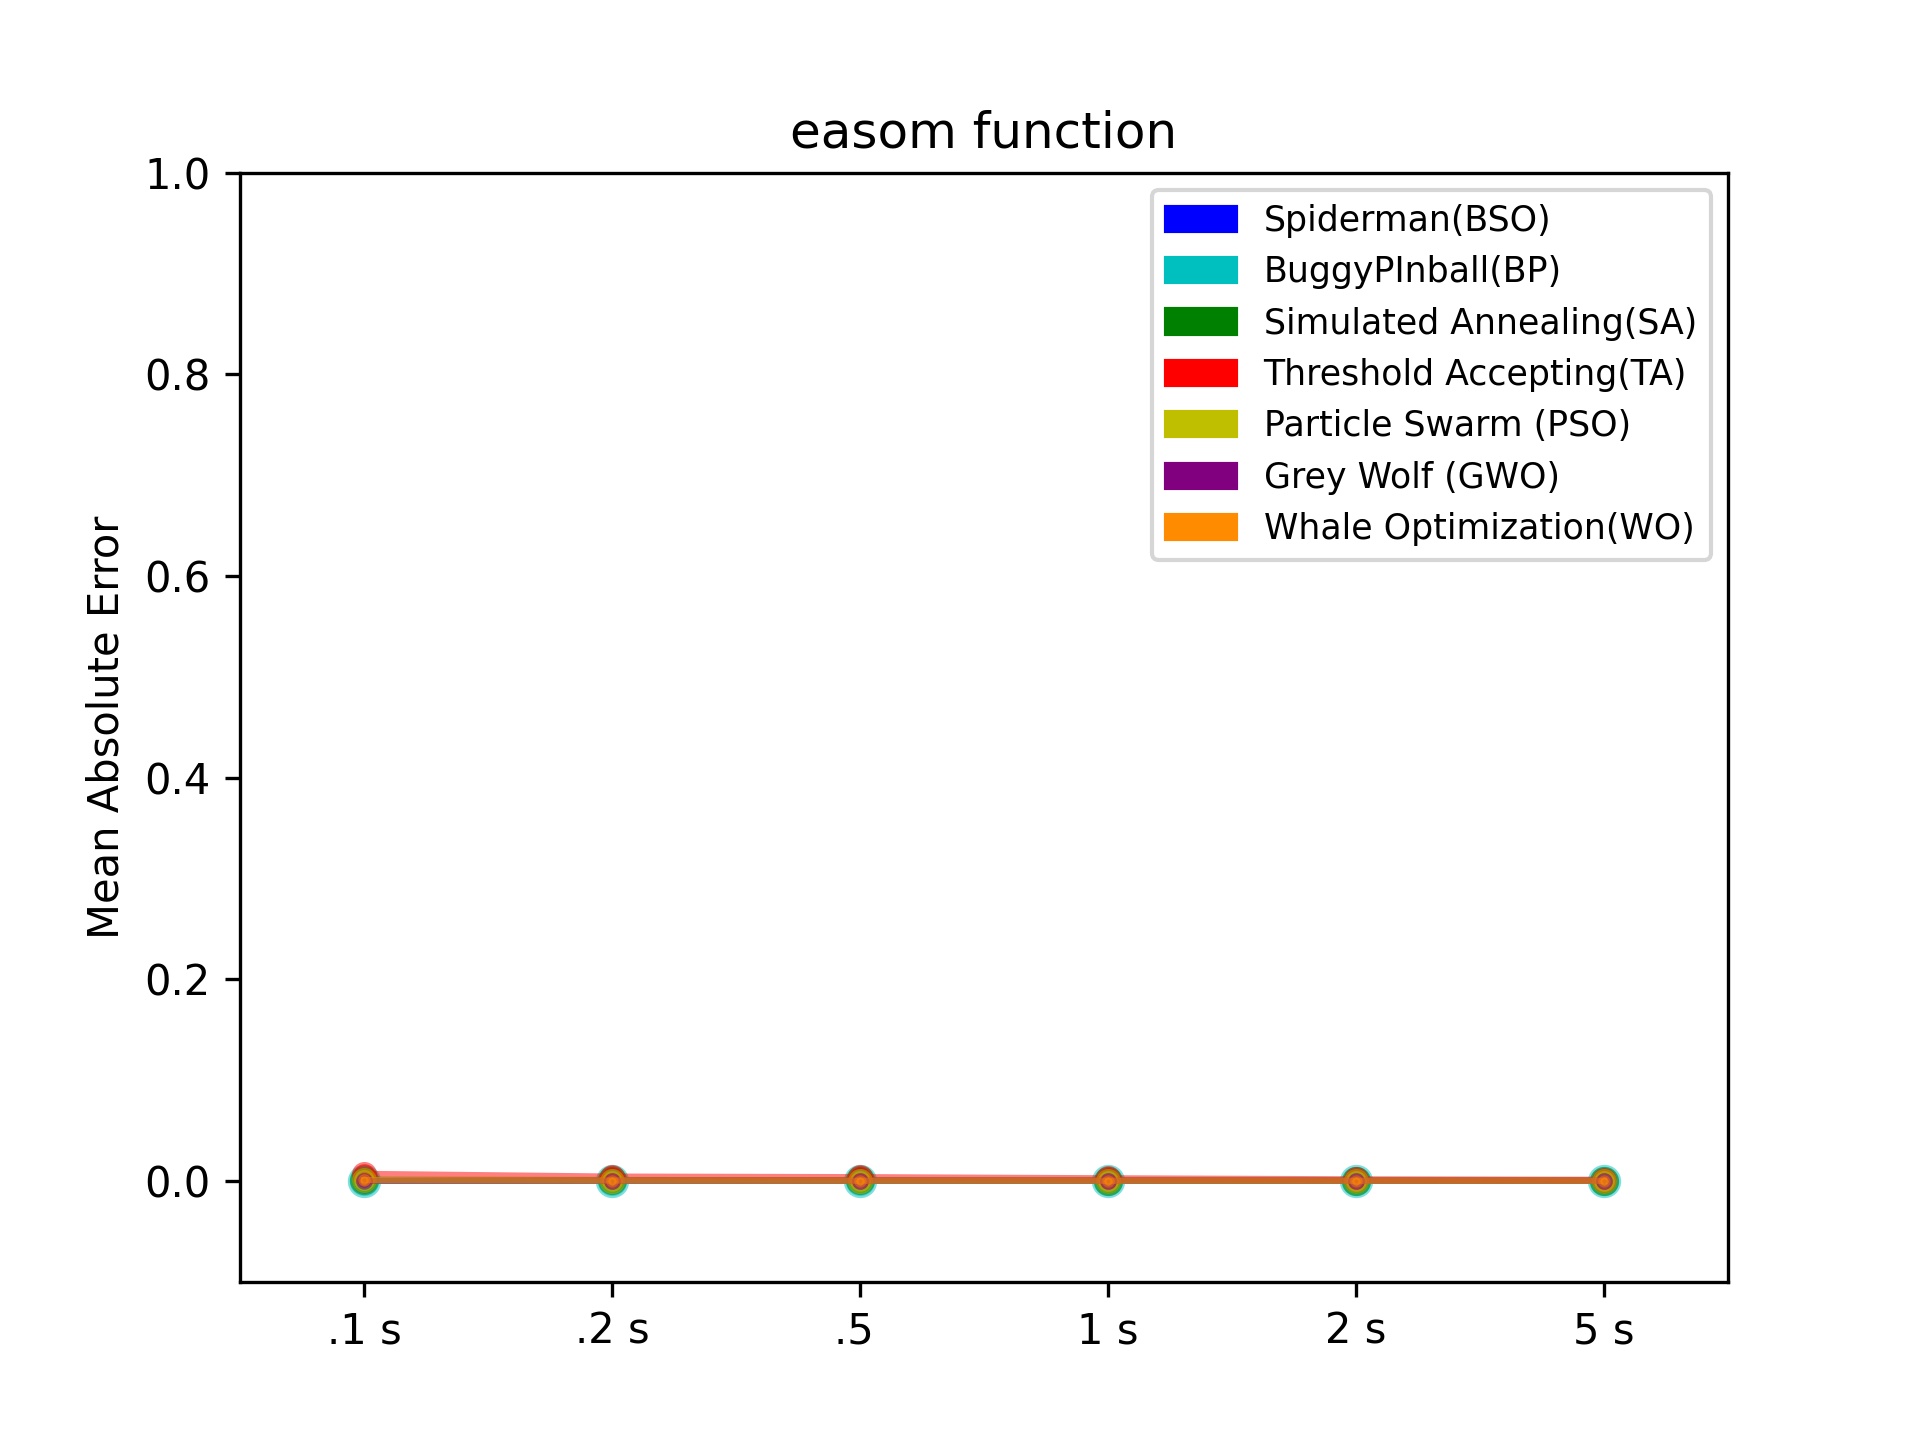 easom function
1.0
0.8
0.6
0.4
0.2
0.0
Mean Absolute Error
Spiderman(BSO)
BuggyPInball(BP)
Simulated Annealing(SA)
Threshold Accepting(TA)
Particle Swarm (PSO)
Grey Wolf (GWO)
Whale Optimization(WO)
.1 s
.2 s
.5
1 s
2 s
5 s